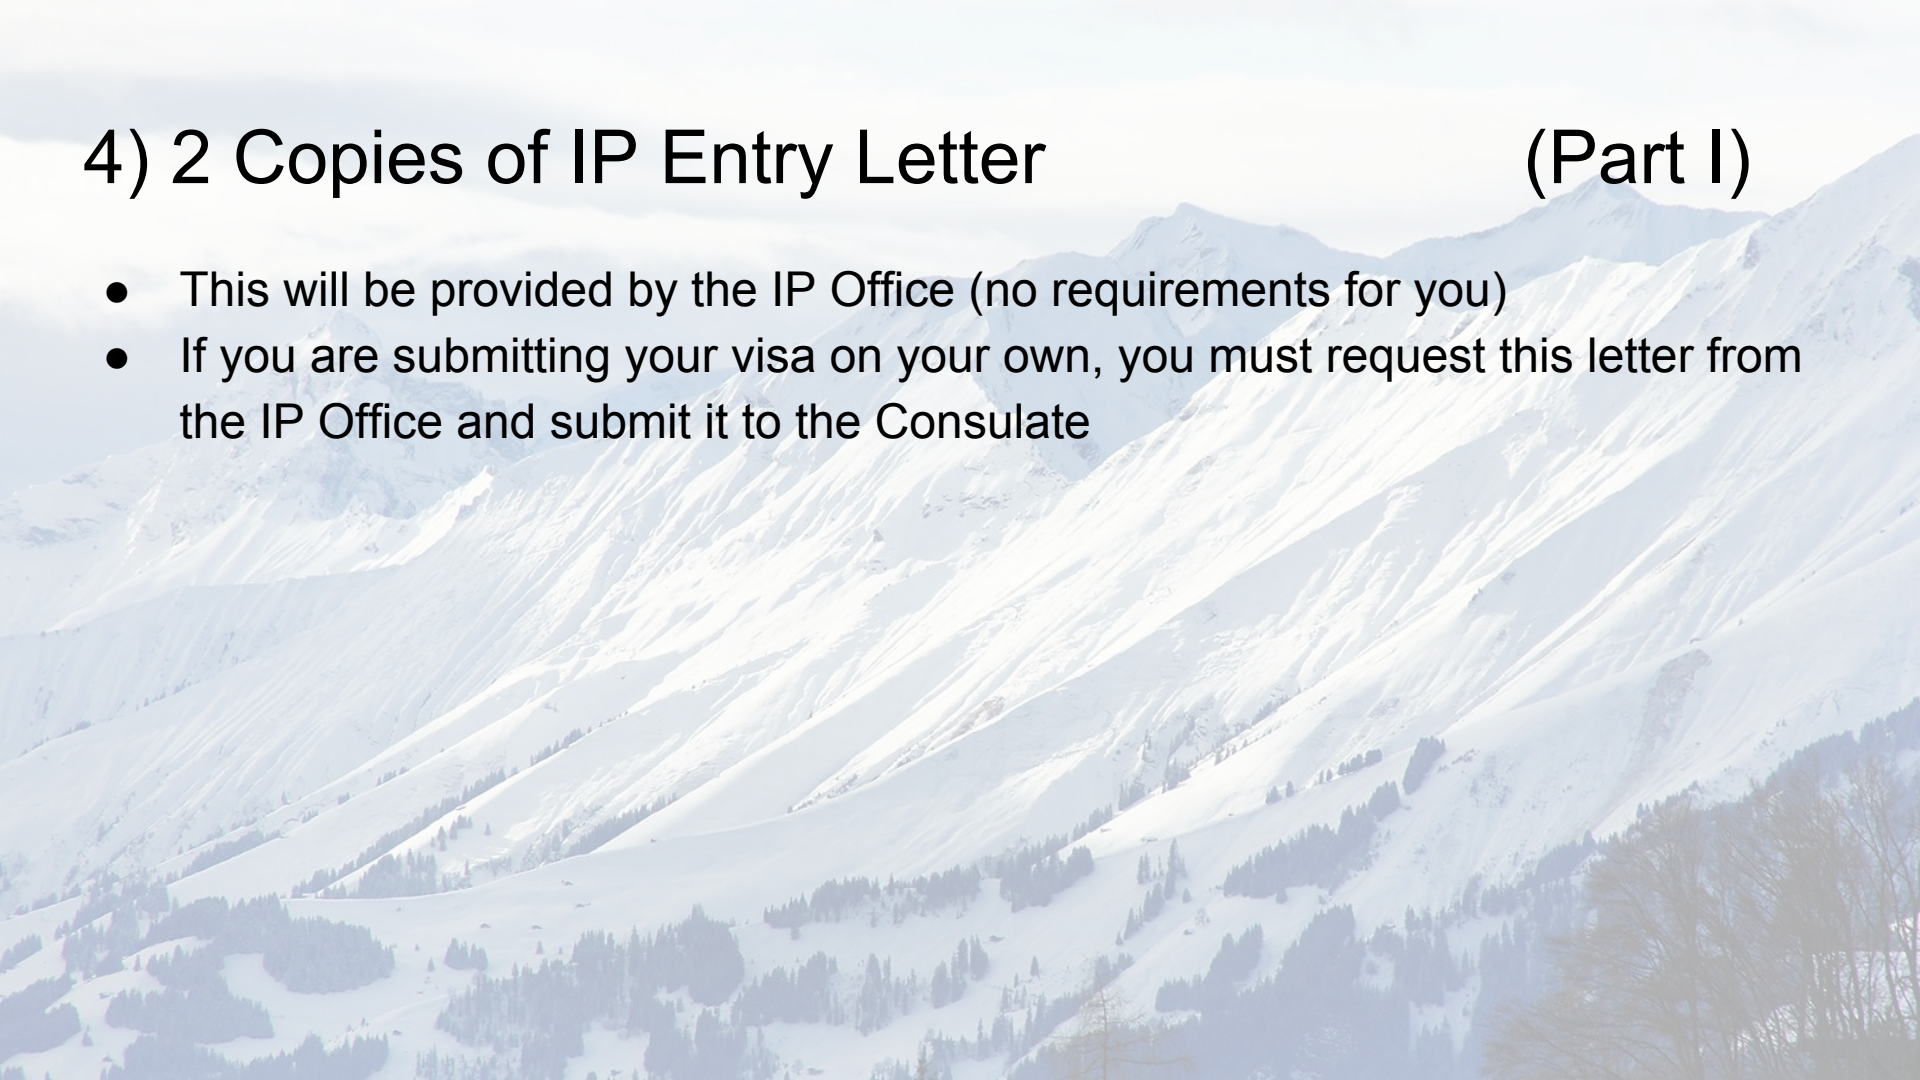 4) 2 Copies of IP Entry Letter (Part I)
● This will be provided by the IP Office (no requirements for you)
● If you are submitting your visa on your own, you must request this letter from
the IP Office and submit it to the Consulate